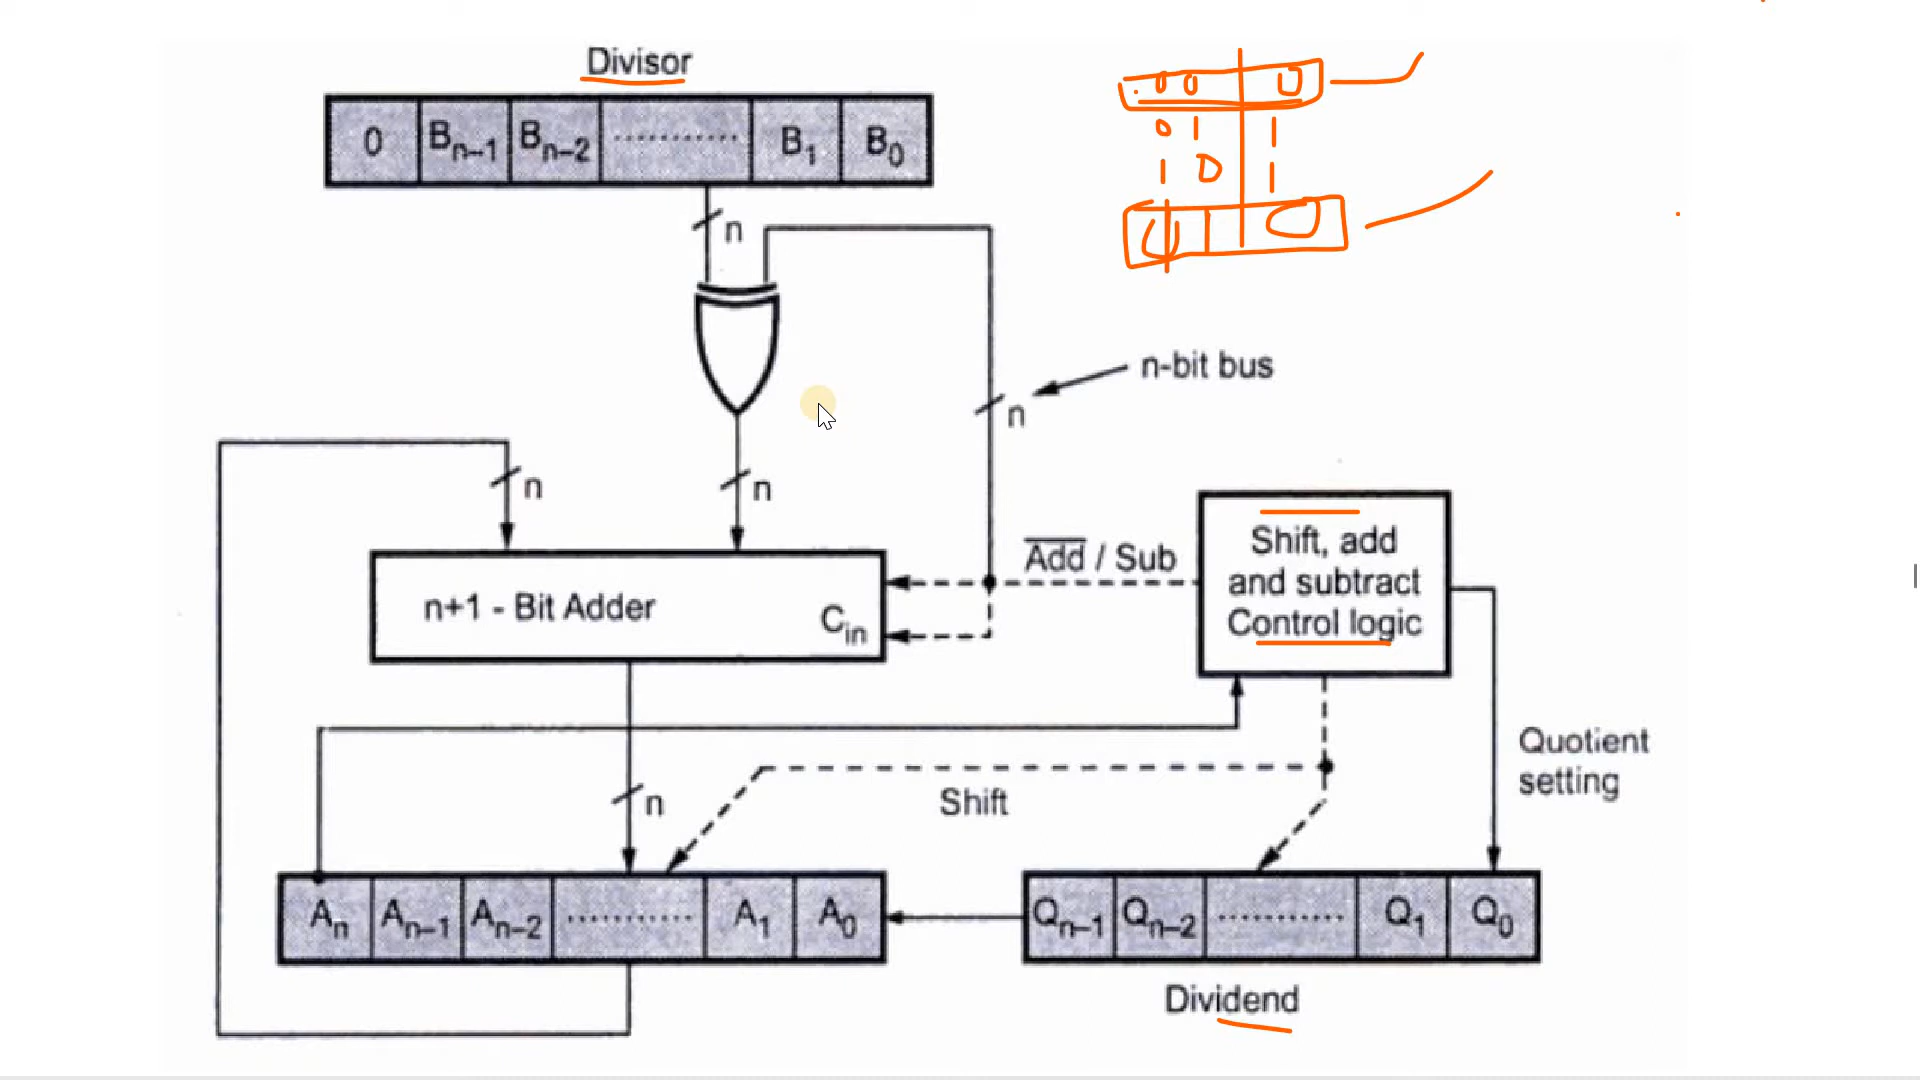 Divisor
0 Bn–1 Bn–2 ............ B1 B0
n
n-bit bus
n
n
n
Add / Sub
Shift, add
and subtract
Control logic
n+1 - Bit Adder
Cin
Quotient
setting
n
Shift
An An–1 An–2 ............ A1 A0
Qn–1 Qn–2 ............ Q1 Q0
Dividend